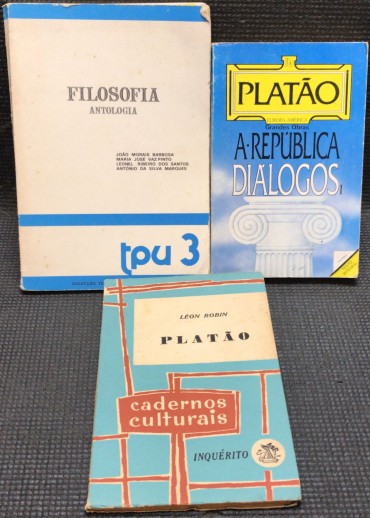 FILOSOFIA
ANTOLOGIA
JOÃO MORAIS BARBOSA
MARIA JOSÉ VAZ PINTO
LEONEL RIBEIRO DOS SANTOS
ANTÓNIO DA SILVA MARQUES
tpu 3
PLATÃO
EUROPA-AMÉRICA
Grandes Obras
A·REPÚBLICA
DIÁLOGOS I
LÉON ROBIN
PLATÃO
cadernos
culturais
INQUÉRITO